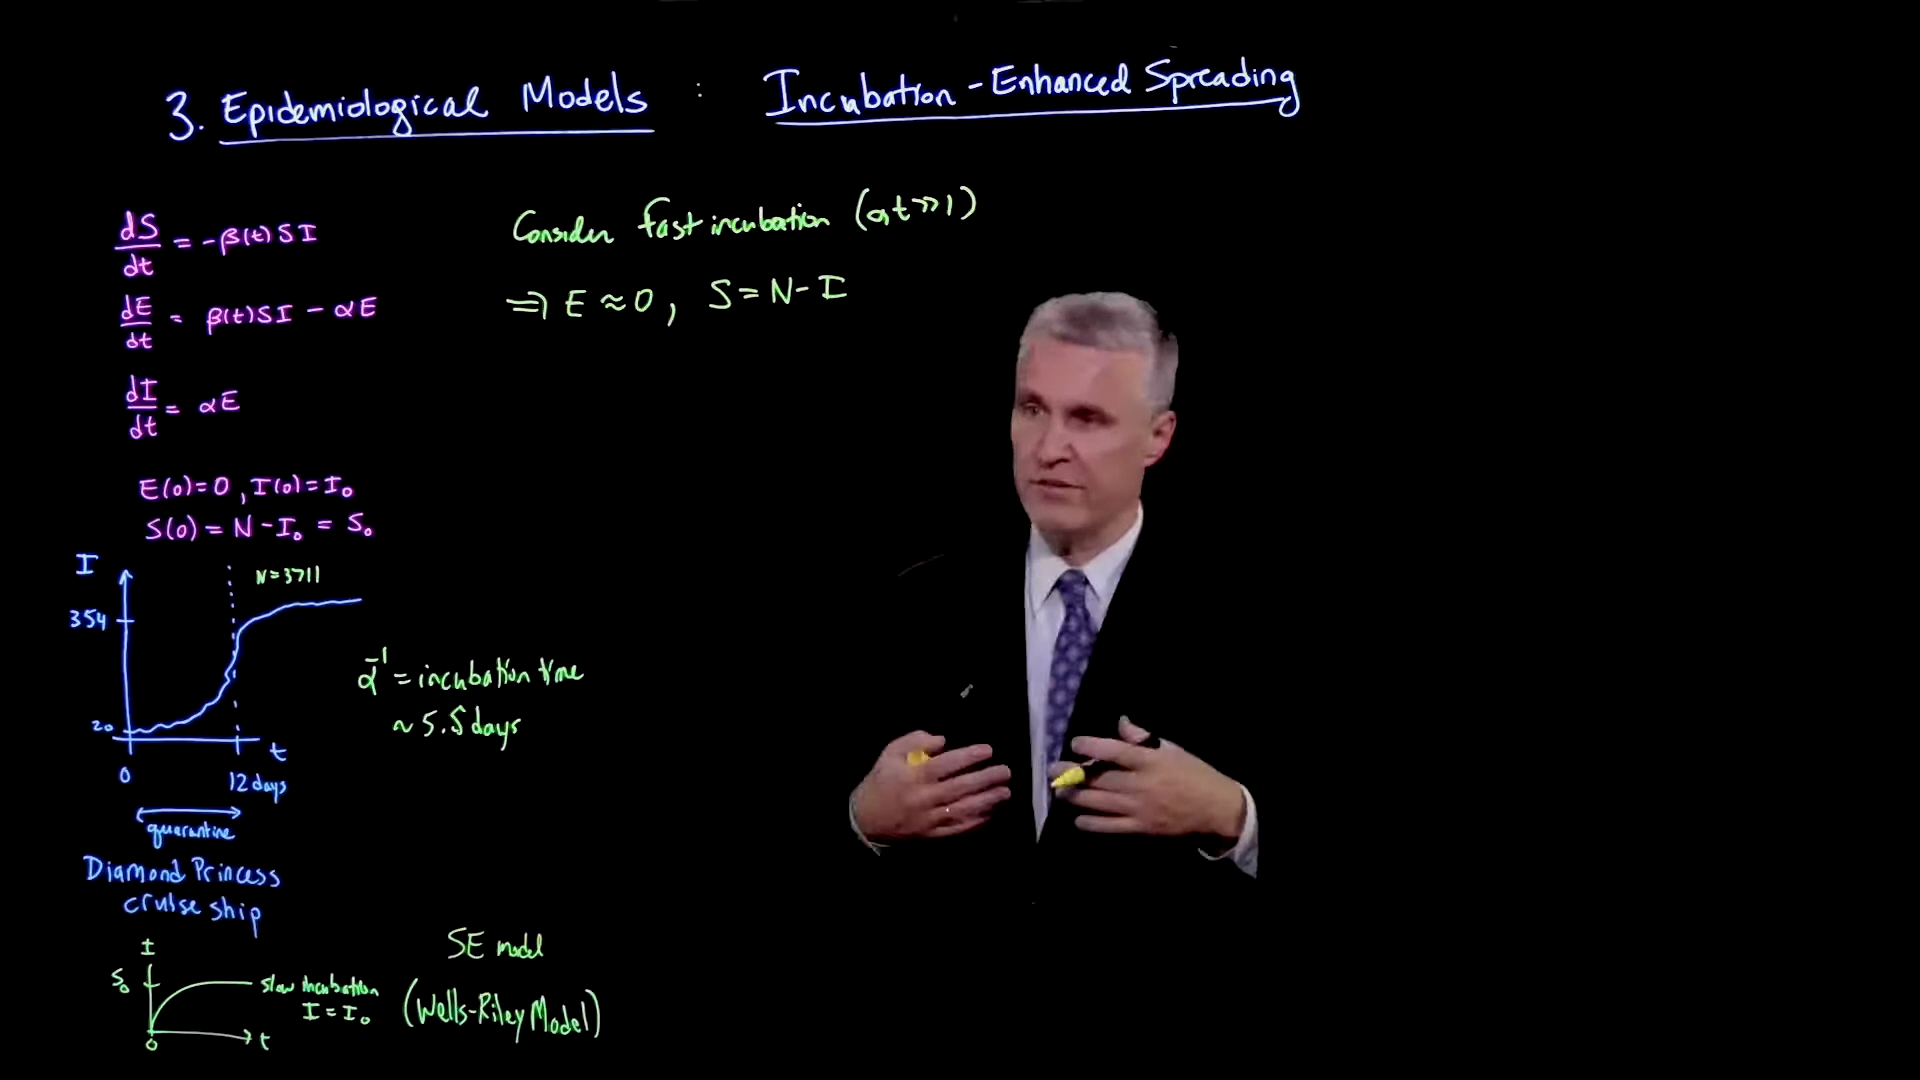 3. Epidemiological Models : Incubation-Enhanced Spreading
dS/dt = -β(t)SI
dE/dt = β(t)SI - αE
dI/dt = αE
E(0)=0, I(0)=I₀
S(0) = N-I₀ = S₀
Consider fast incubation (αt>>1)
⇒ E≈0, S=N-I
I
N=3711
354
20
t
0
12 days
quarantine
Diamond Princess
cruise ship
α⁻¹ = incubation time
~ 5.5 days
I
S₀
slow incubation
I = I₀
0
t
SE model
(Wells-Riley Model)